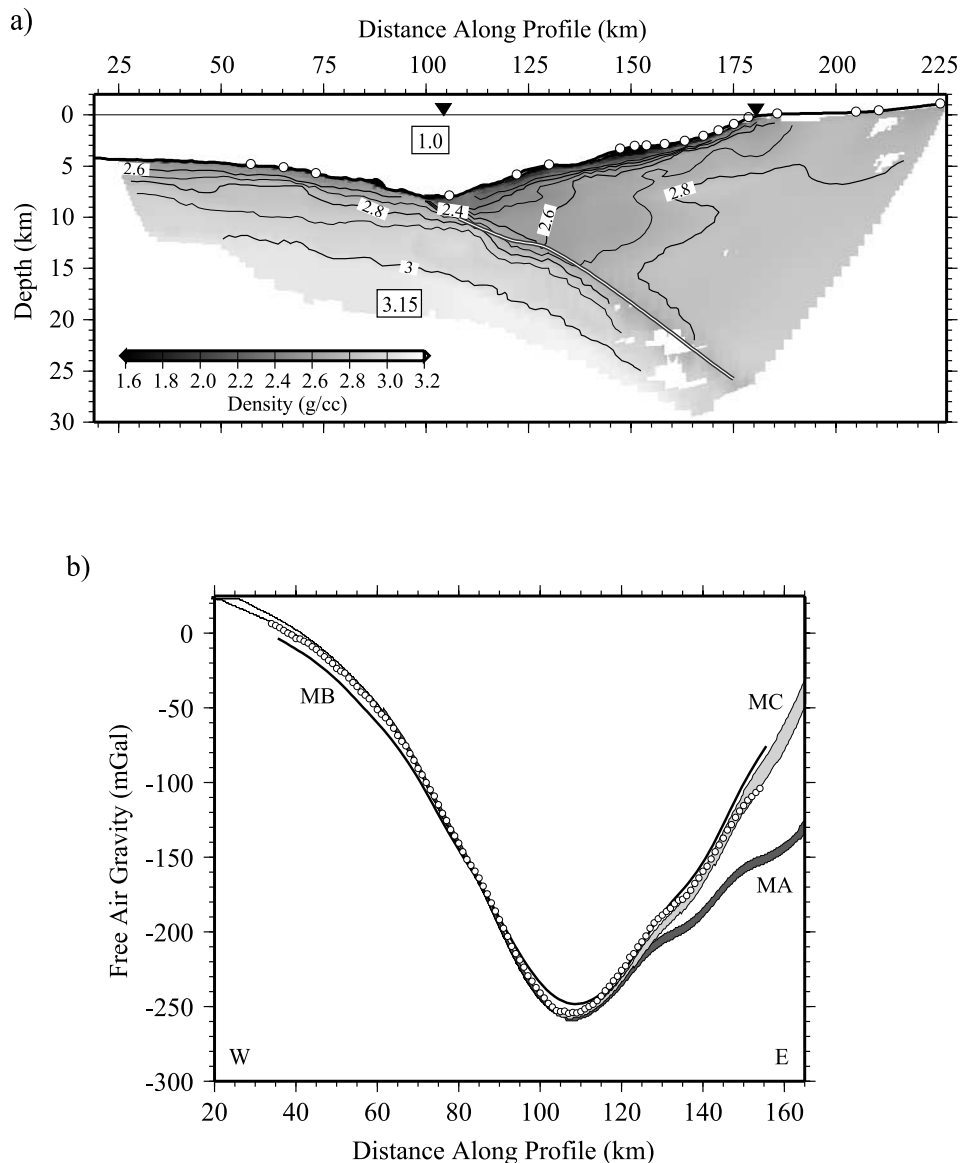 a)
Distance Along Profile (km)
25 50 75 100 125 150 175 200 225
0
5
10
15
20
25
30
Depth (km)
1.0
2.6
2.8
2.4
2.6
2.8
3
3.15
1.6 1.8 2.0 2.2 2.4 2.6 2.8 3.0 3.2
Density (g/cc)
b)
0
-50
-100
-150
-200
-250
-300
Free Air Gravity (mGal)
MB
MC
MA
W E
20 40 60 80 100 120 140 160
Distance Along Profile (km)